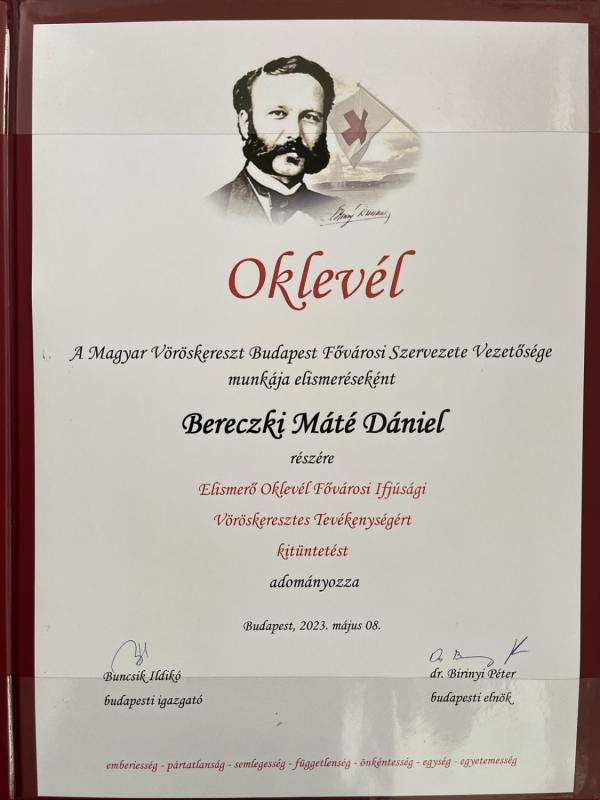 Oklevél
A Magyar Vöröskereszt Budapest Fővárosi Szervezete Vezetősége
munkája elismeréseként
Bereczki Máté Dániel
részére
Elismerő Oklevél Fővárosi Ifjúsági
Vöröskeresztes Tevékenységért
kitüntetést
adományozza
Budapest, 2023. május 08.
Buncsik Ildikó
budapesti igazgató
dr. Birinyi Péter
budapesti elnök
emberiesség - pártatlanság - semlegesség - függetlenség - önkéntesség - egység - egyetemesség